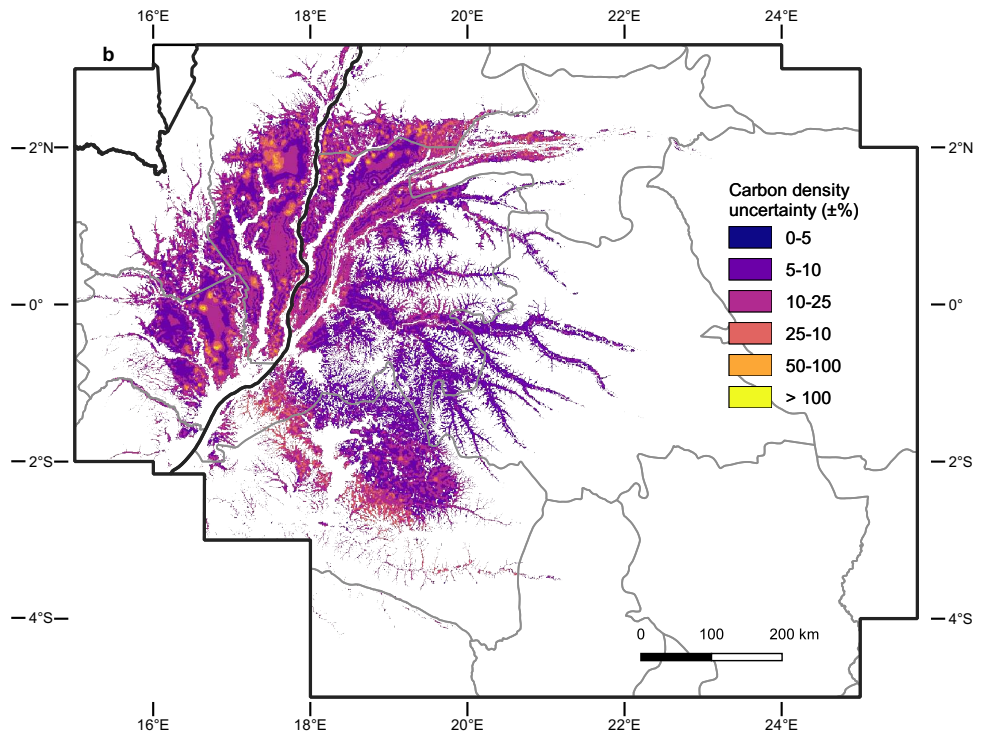 16°E 18°E 20°E 22°E 24°E
b
2°N 2°N
Carbon density
uncertainty (±%)
0-5
5-10
10-25
25-10
50-100
> 100
0° 0°
2°S 2°S
4°S 4°S
0 100 200 km
16°E 18°E 20°E 22°E 24°E